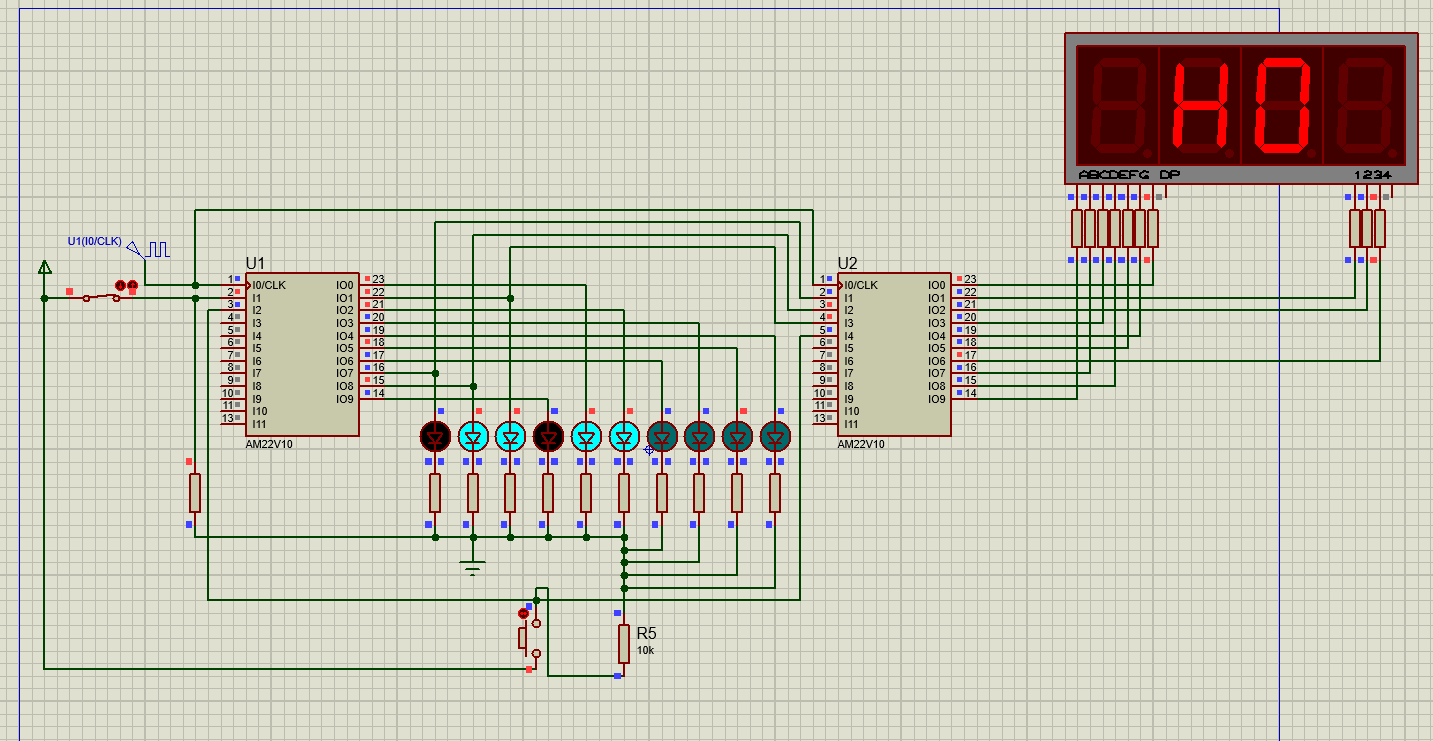 HO
ABCDEFG DP
1234
U1(I0/CLK)
U1
1 I0/CLK IO0 23
2 I1 IO1 22
3 I2 IO2 21
4 I3 IO3 20
5 I4 IO4 19
6 I5 IO5 18
7 I6 IO6 17
8 I7 IO7 16
9 I8 IO8 15
10 I9 IO9 14
11 I10
13 I11
AM22V10
U2
1 I0/CLK IO0 23
2 I1 IO1 22
3 I2 IO2 21
4 I3 IO3 20
5 I4 IO4 19
6 I5 IO5 18
7 I6 IO6 17
8 I7 IO7 16
9 I8 IO8 15
10 I9 IO9 14
11 I10
13 I11
AM22V10
R5
10k